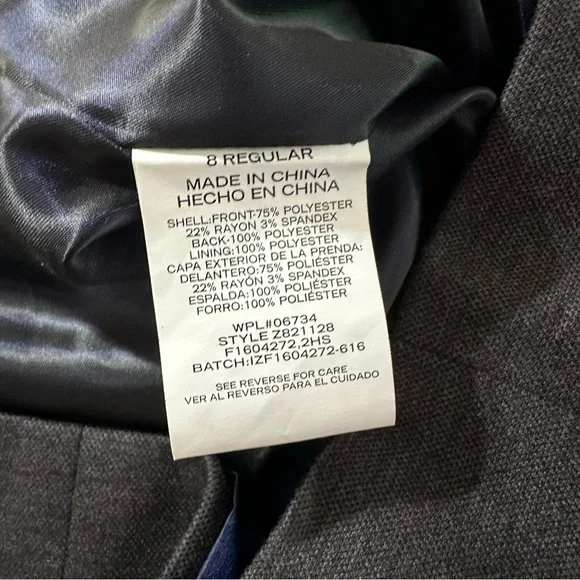 8 REGULAR
MADE IN CHINA
HECHO EN CHINA
SHELL:FRONT-75% POLYESTER
22% RAYON 3% SPANDEX
BACK-100% POLYESTER
LINING:100% POLYESTER
CAPA EXTERIOR DE LA PRENDA:
DELANTERO:75% POLIÉSTER
22% RAYON 3% SPANDEX
ESPALDA:100% POLIÉSTER
FORRO:100% POLIÉSTER
WPL#06734
STYLE Z821128
F1604272,2HS
BATCH:IZF1604272-616
SEE REVERSE FOR CARE
VER AL REVERSO PARA EL CUIDADO